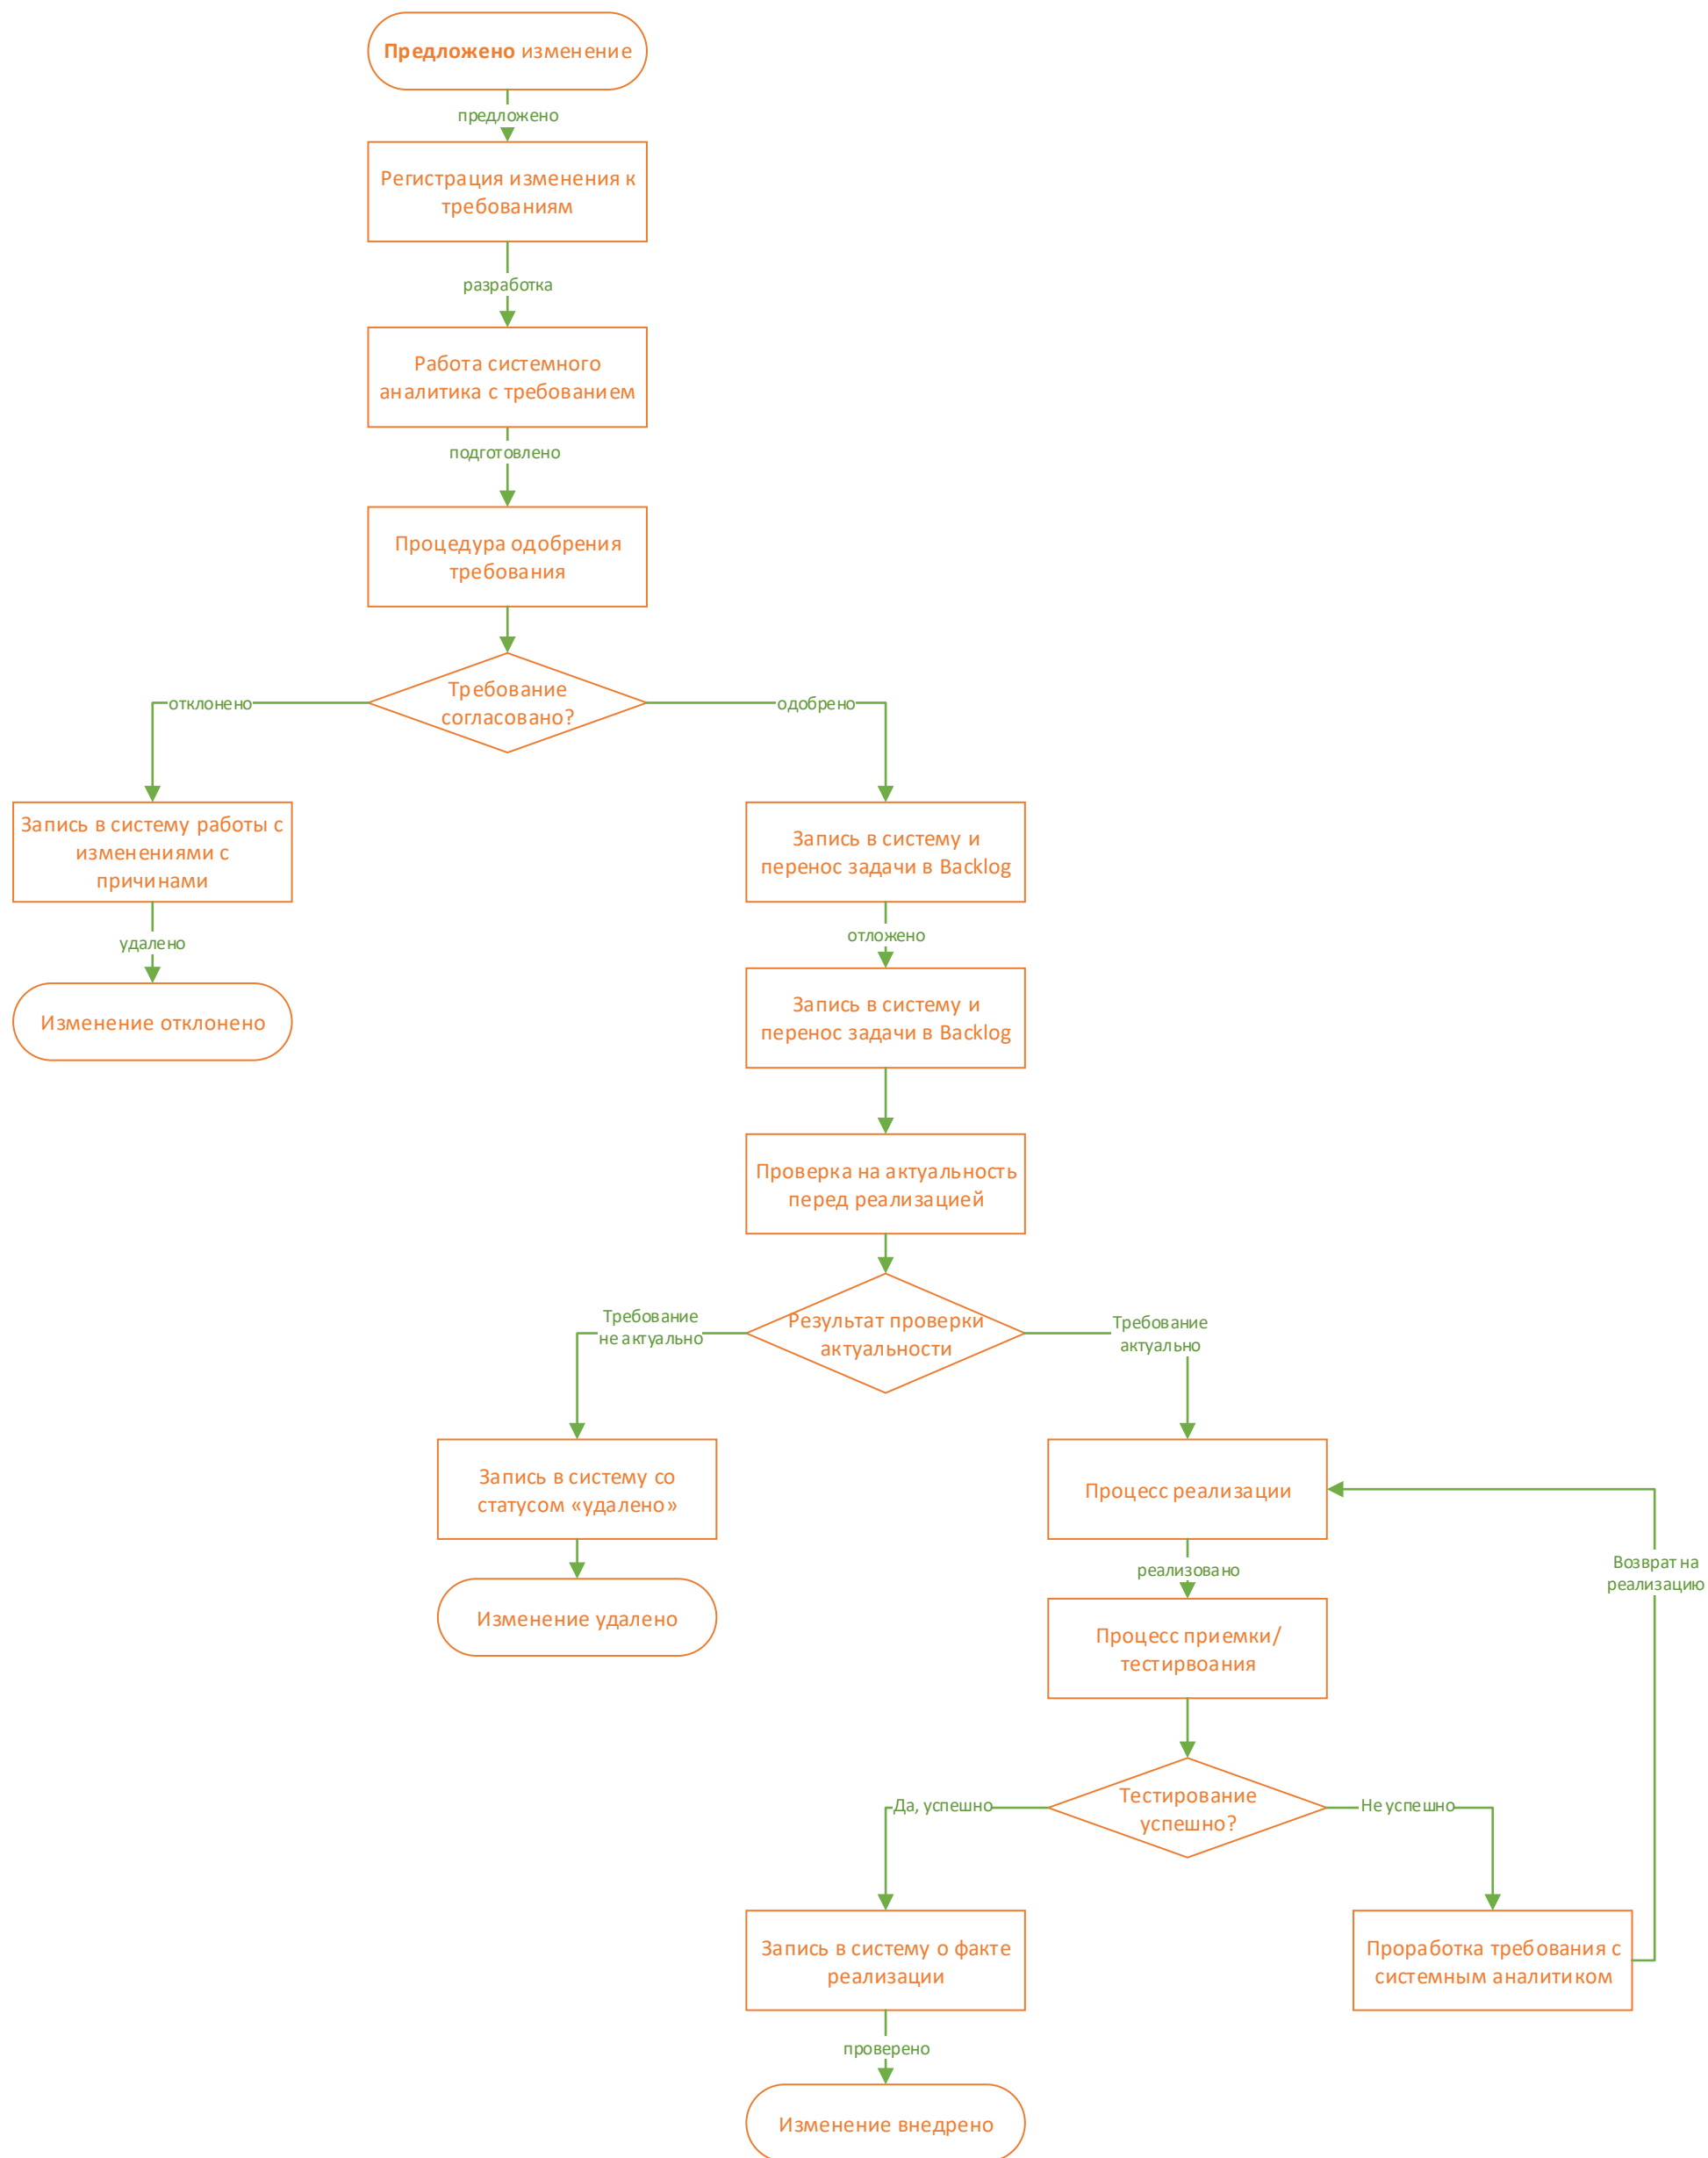 Предложено изменение
предложено
Регистрация изменения к
требованиям
разработка
Работа системного
аналитика с требованием
подготовлено
Процедура одобрения
требования
Требование
согласовано?
отклонено
одобрено
Запись в систему работы с
изменениями с
причинами
Запись в систему и
перенос задачи в Backlog
удалено
отложено
Изменение отклонено
Запись в систему и
перенос задачи в Backlog
Проверка на актуальность
перед реализацией
Результат проверки
актуальности
Требование
не актуально
Требование
актуально
Запись в систему со
статусом «удалено»
Процесс реализации
Изменение удалено
реализовано
Возврат на
реализацию
Процесс приемки/
тестирвоания
Тестирование
успешно?
Да, успешно
Не успешно
Запись в систему о факте
реализации
Проработка требования с
системным аналитиком
проверено
Изменение внедрено